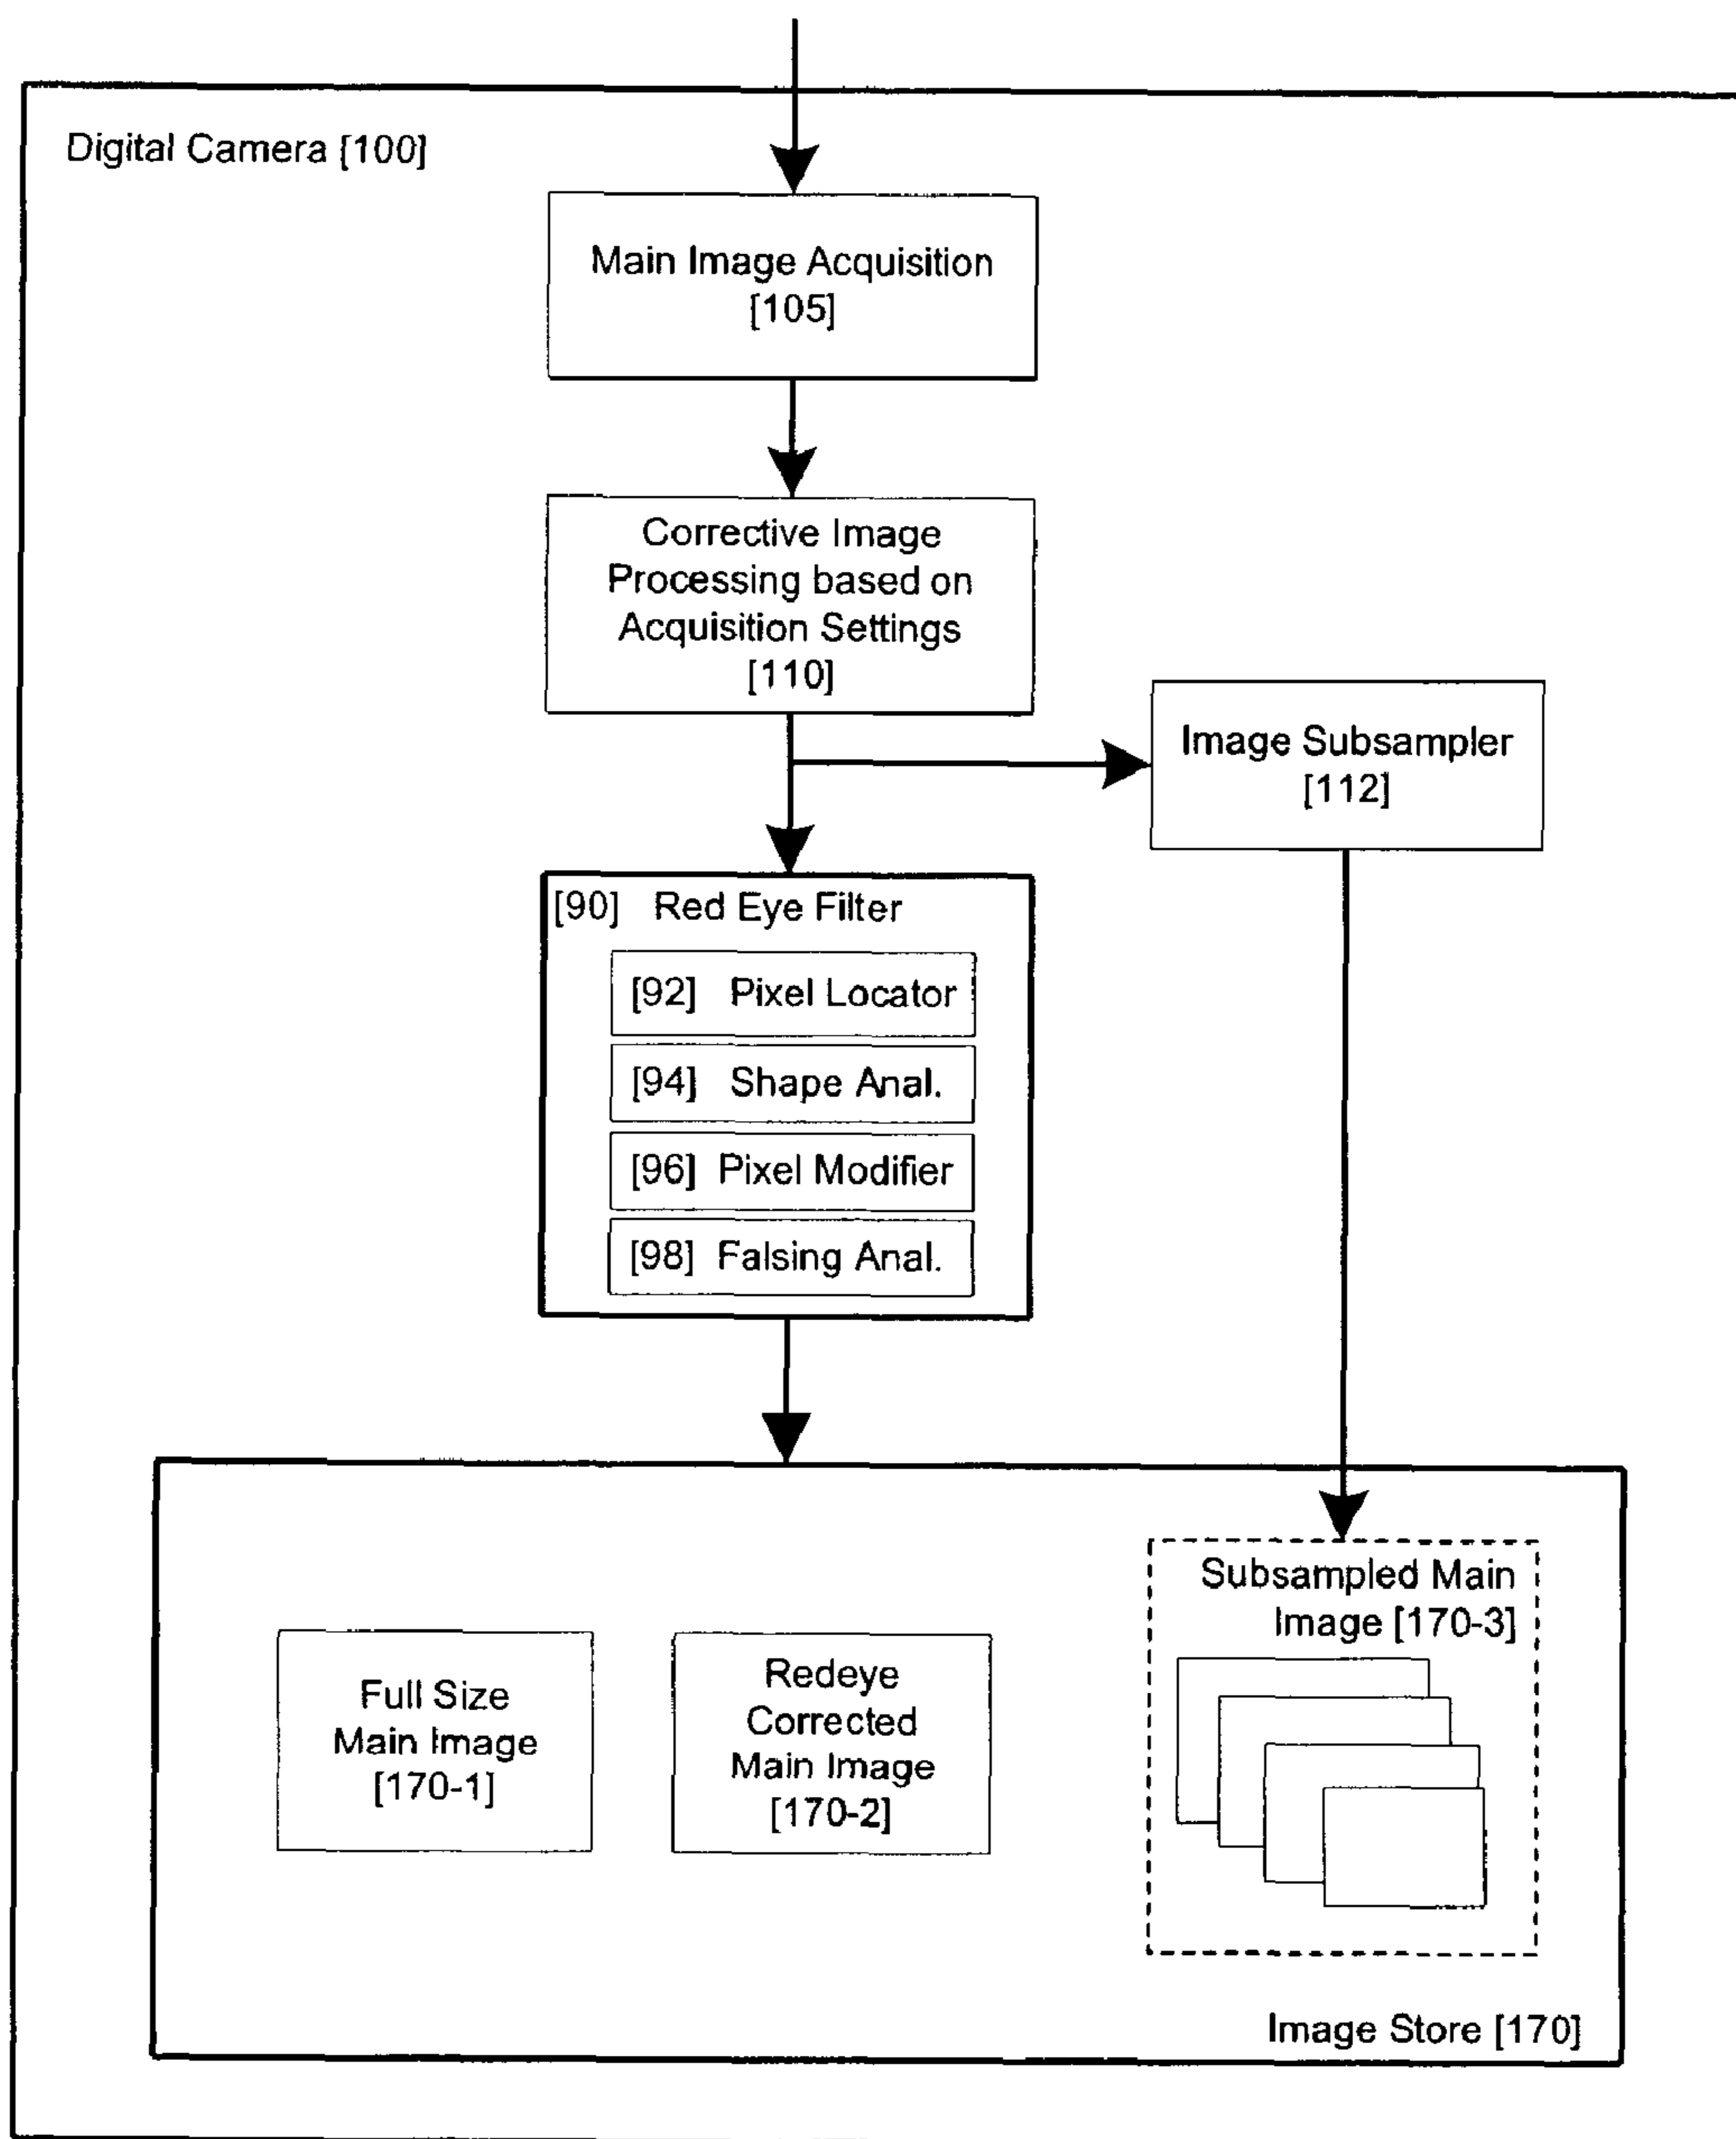 Digital Camera [100]
Main Image Acquisition
[105]
Corrective Image
Processing based on
Acquisition Settings
[110]
Image Subsampler
[112]
[90] Red Eye Filter
[92] Pixel Locator
[94] Shape Anal.
[96] Pixel Modifier
[98] Falsing Anal.
Full Size
Main Image
[170-1]
Redeye
Corrected
Main Image
[170-2]
Subsampled Main
Image [170-3]
Image Store [170]